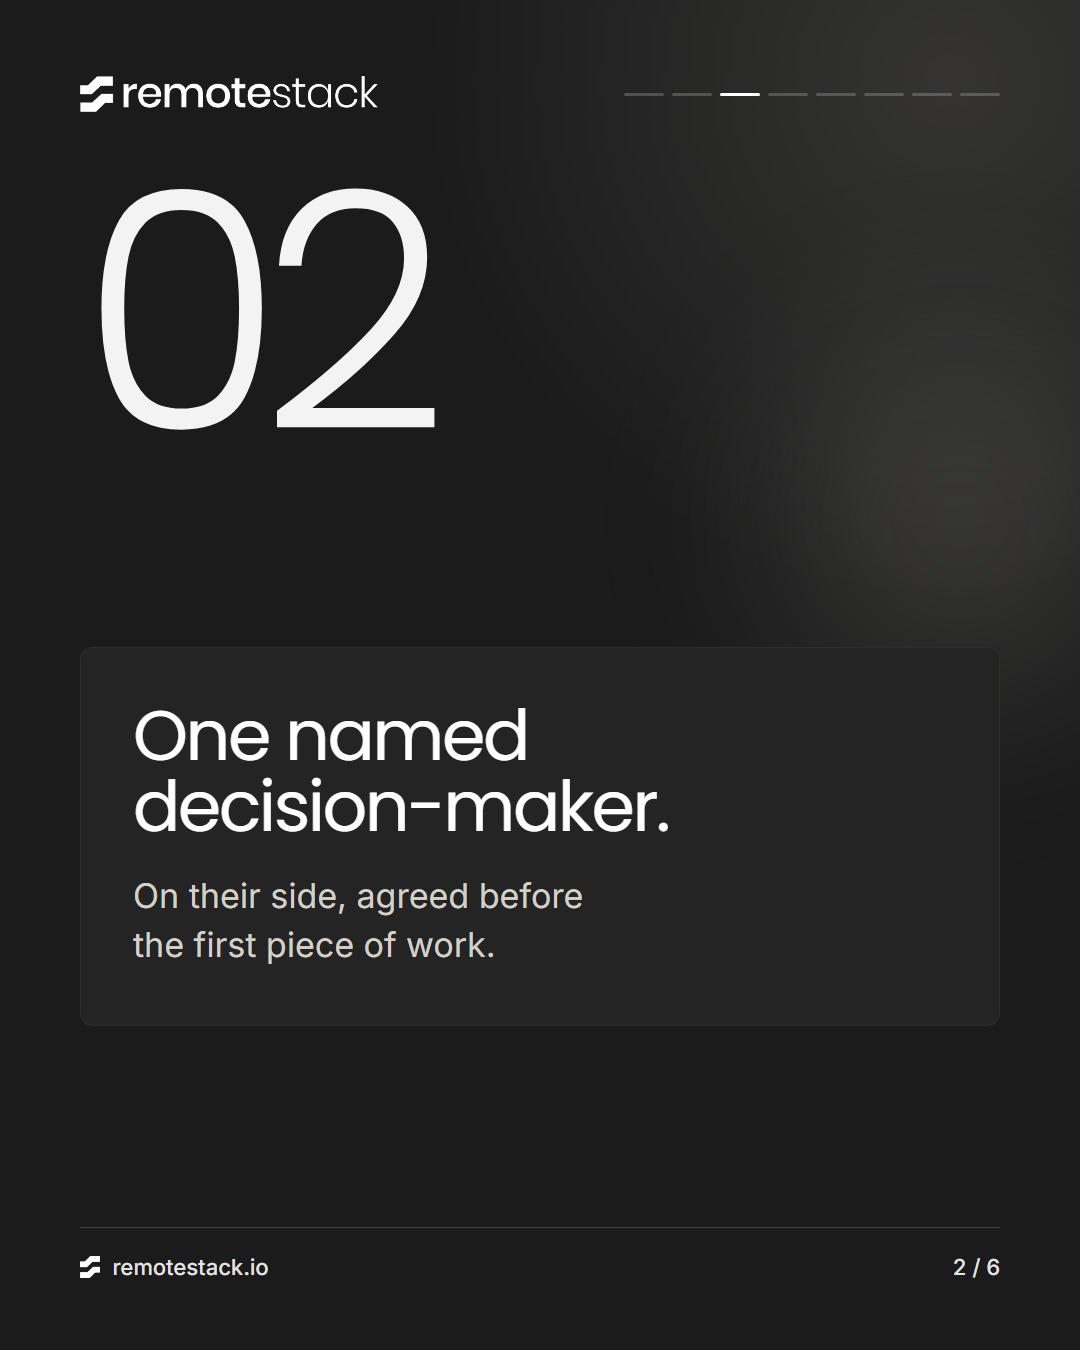 remotestack
02
One named
decision-maker.
On their side, agreed before
the first piece of work.
remotestack.io
2 / 6